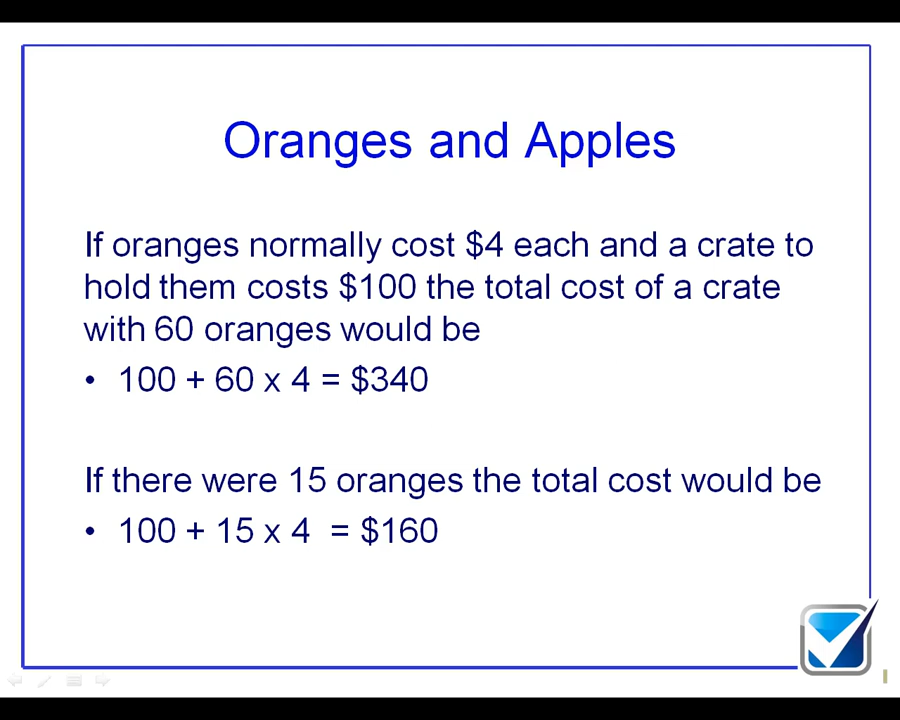 Oranges and Apples
If oranges normally cost $4 each and a crate to
hold them costs $100 the total cost of a crate
with 60 oranges would be
• 100 + 60 x 4 = $340
If there were 15 oranges the total cost would be
• 100 + 15 x 4  = $160